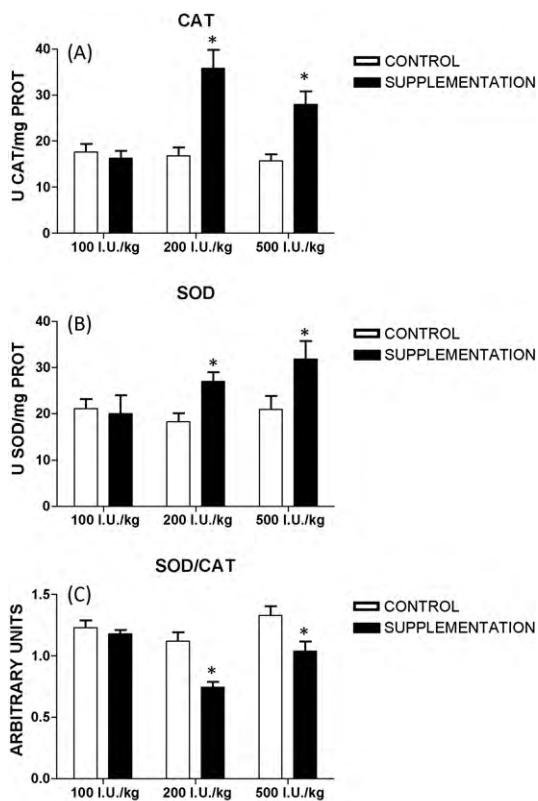 CAT
(A)
U CAT/mg PROT
40
30
20
10
0
*
*
100 I.U./kg
200 I.U./kg
500 I.U./kg
CONTROL
SUPPLEMENTATION
SOD
(B)
U SOD/mg PROT
40
30
20
10
0
*
*
100 I.U./kg
200 I.U./kg
500 I.U./kg
CONTROL
SUPPLEMENTATION
SOD/CAT
(C)
ARBITRARY UNITS
1.5
1.0
0.5
0.0
*
*
100 I.U./kg
200 I.U./kg
500 I.U./kg
CONTROL
SUPPLEMENTATION